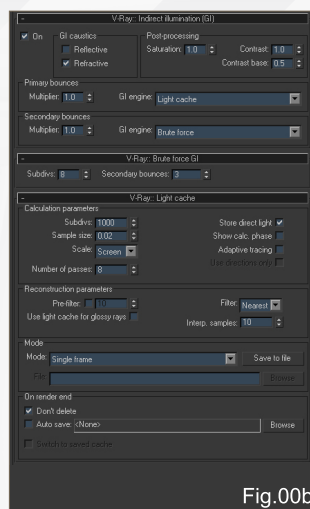 - V-Ray:: Indirect illumination (GI)
On
GI caustics
Reflective
Refractive
Post-processing
Saturation: 1.0 Contrast: 1.0
Contrast base: 0.5
Primary bounces
Multiplier: 1.0 GI engine: Light cache
Secondary bounces
Multiplier: 1.0 GI engine: Brute force
- V-Ray:: Brute force GI
Subdivs: 8 Secondary bounces: 3
- V-Ray:: Light cache
Calculation parameters
Subdivs: 1000 Store direct light
Sample size: 0.02 Show calc. phase
Scale: Screen Adaptive tracing
Use directions only
Number of passes: 8
Reconstruction parameters
Pre-filter: 10 Filter: Nearest
Use light cache for glossy rays Interp. samples: 10
Mode
Mode: Single frame Save to file
File: Browse
On render end
Don't delete
Auto save: <None> Browse
Switch to saved cache
Fig.00b